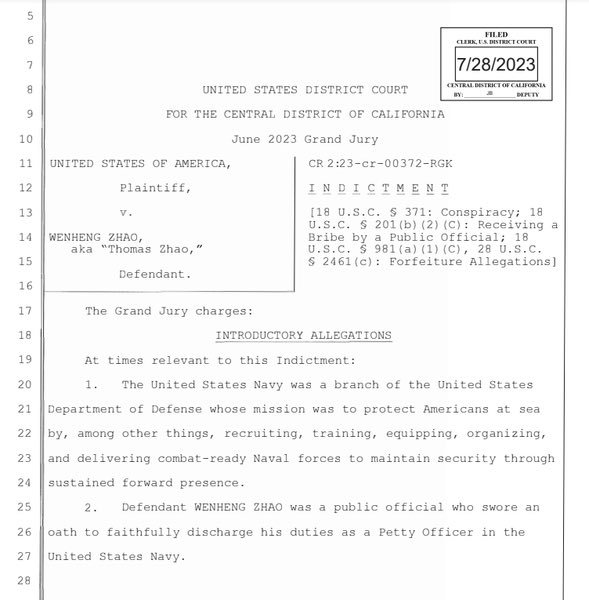 5
6
7
FILED
CLERK, U.S. DISTRICT COURT
7/28/2023
CENTRAL DISTRICT OF CALIFORNIA
BY: JB DEPUTY
8 UNITED STATES DISTRICT COURT
9 FOR THE CENTRAL DISTRICT OF CALIFORNIA
10 June 2023 Grand Jury
11 UNITED STATES OF AMERICA,
12 Plaintiff,
13 v.
14 WENHENG ZHAO,
aka “Thomas Zhao,”
15
Defendant.
16
CR 2:23-cr-00372-RGK
I N D I C T M E N T
[18 U.S.C. § 371: Conspiracy; 18
U.S.C. § 201(b)(2)(C): Receiving a
Bribe by a Public Official; 18
U.S.C. § 981(a)(1)(C), 28 U.S.C.
§ 2461(c): Forfeiture Allegations]
17 The Grand Jury charges:
18 INTRODUCTORY ALLEGATIONS
19 At times relevant to this Indictment:
20 1. The United States Navy was a branch of the United States
21 Department of Defense whose mission was to protect Americans at sea
22 by, among other things, recruiting, training, equipping, organizing,
23 and delivering combat-ready Naval forces to maintain security through
24 sustained forward presence.
25 2. Defendant WENHENG ZHAO was a public official who swore an
26 oath to faithfully discharge his duties as a Petty Officer in the
27 United States Navy.
28